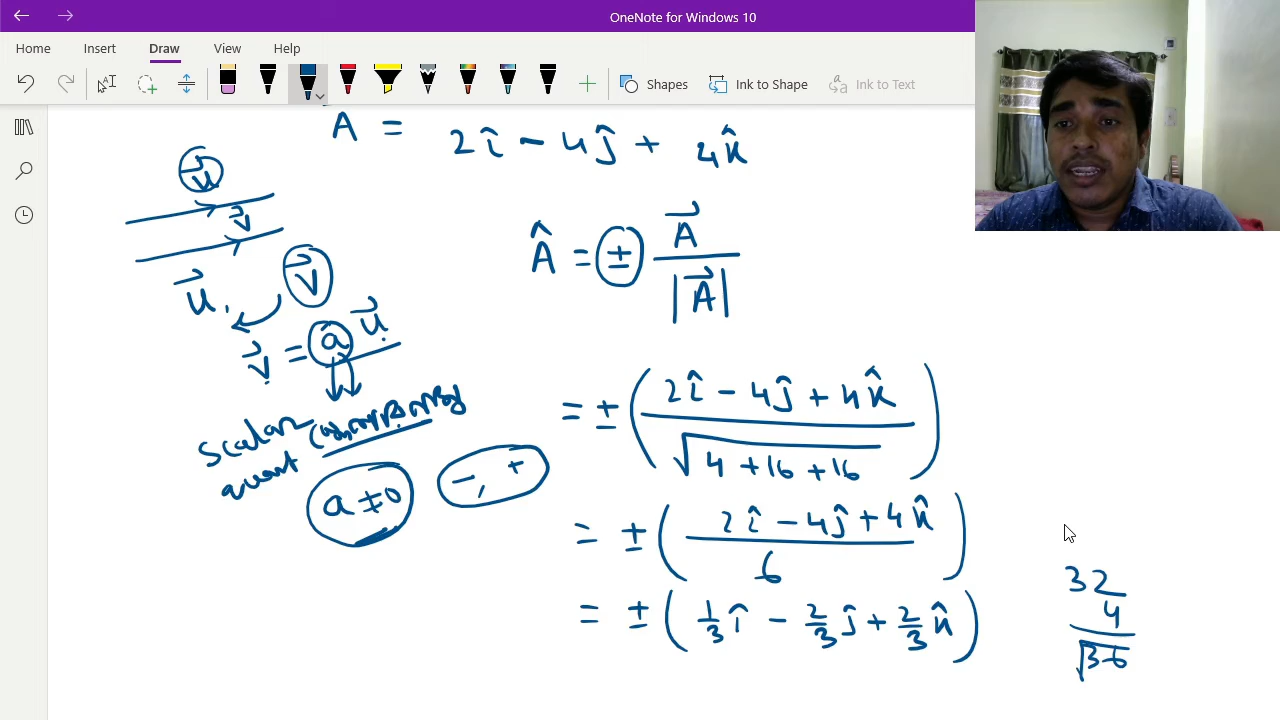 OneNote for Windows 10
Home Insert Draw View Help
Shapes Ink to Shape Ink to Text
A = 2î - 4ĵ + 4k̂
u⃗
v⃗
u⃗, v⃗
v⃗ = a u⃗
scalar
quant
a ≠ 0
-, +
Â = ± A⃗ / |A⃗|
= ± ( 2î - 4ĵ + 4k̂ / √4 + 16 + 16 )
= ± ( 2î - 4ĵ + 4k̂ / 6 )
= ± ( 1/3 î - 2/3 ĵ + 2/3 k̂ )
32
4
√36